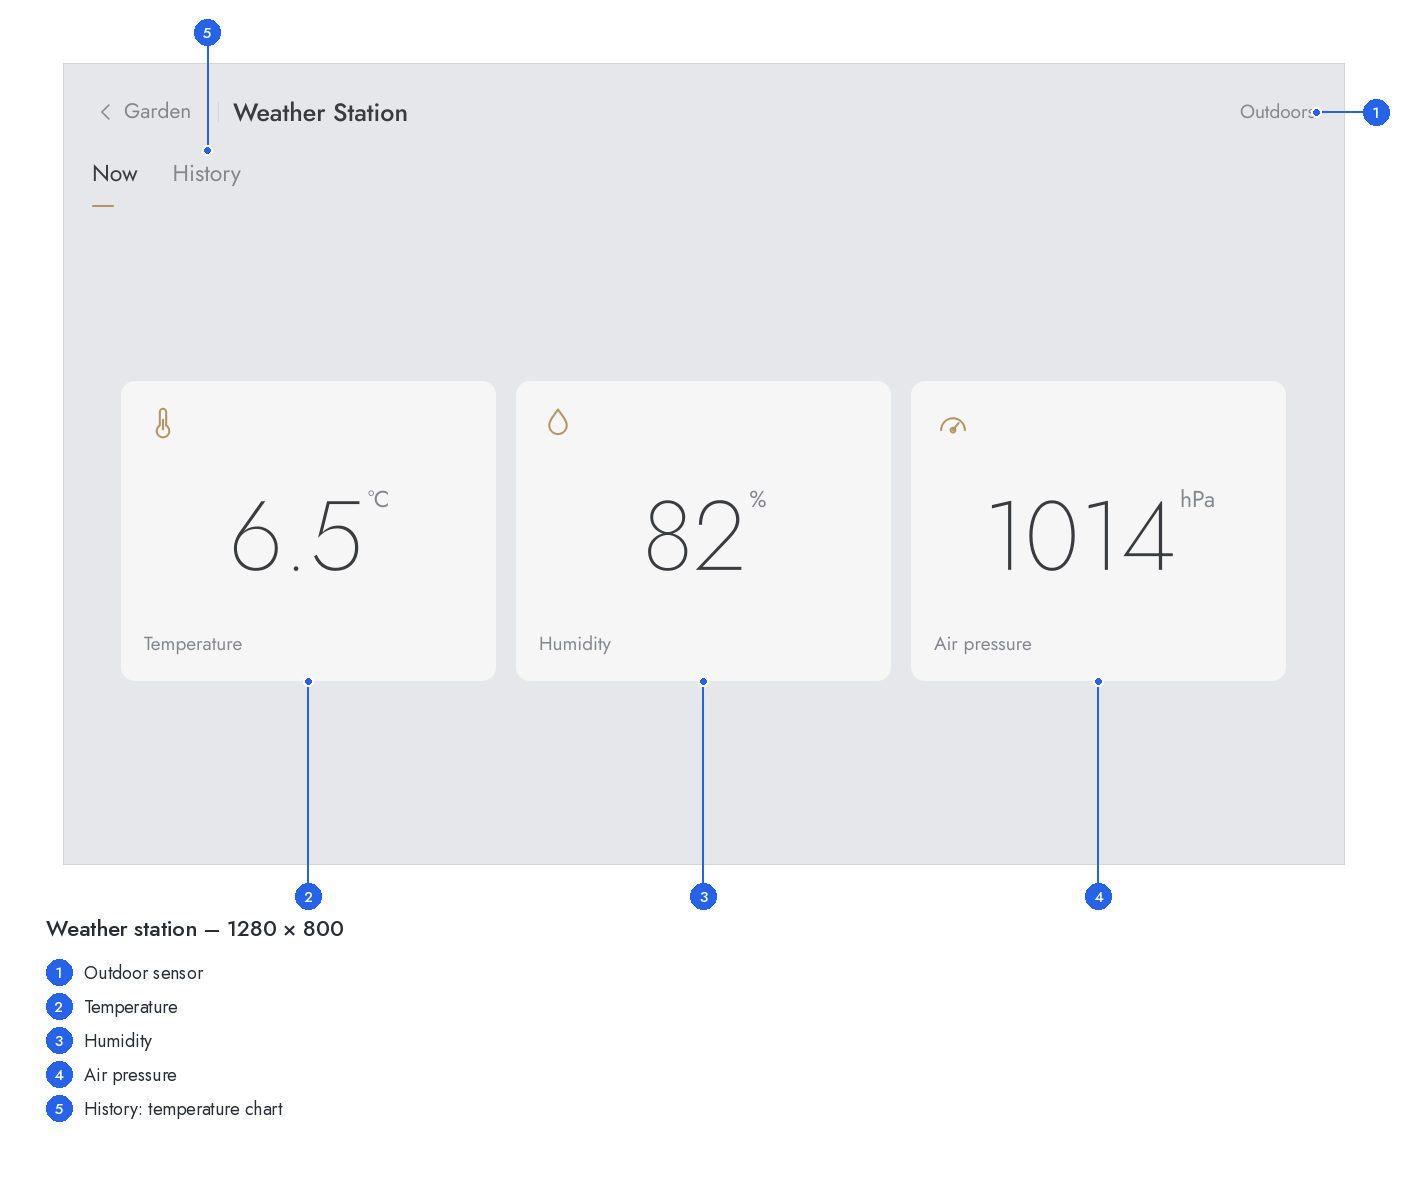 5
Garden
Weather Station
Outdoors
1
Now
History
6.5 °C
82 %
1014 hPa
Temperature
Humidity
Air pressure
2
3
4
Weather station – 1280 × 800
1 Outdoor sensor
2 Temperature
3 Humidity
4 Air pressure
5 History: temperature chart